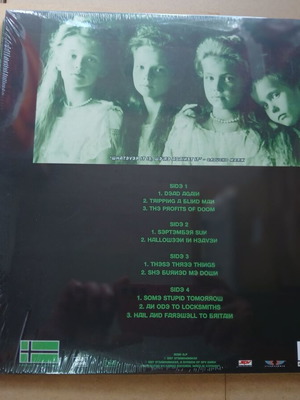 SIDE 1
1. DEAD AGAIN
2. TRIPPING A BLIND MAN
3. THE PROFITS OF DOOM
SIDE 2
1. SEPTEMBER SUN
2. HALLOWEEN IN HEAVEN
SIDE 3
1. THESE THREE THINGS
2. SHE BURNED ME DOWN
SIDE 4
1. SOME STUPID TOMORROW
2. AN ODE TO LOCKSMITHS
3. HAIL AND FAREWELL TO BRITAIN
SPV